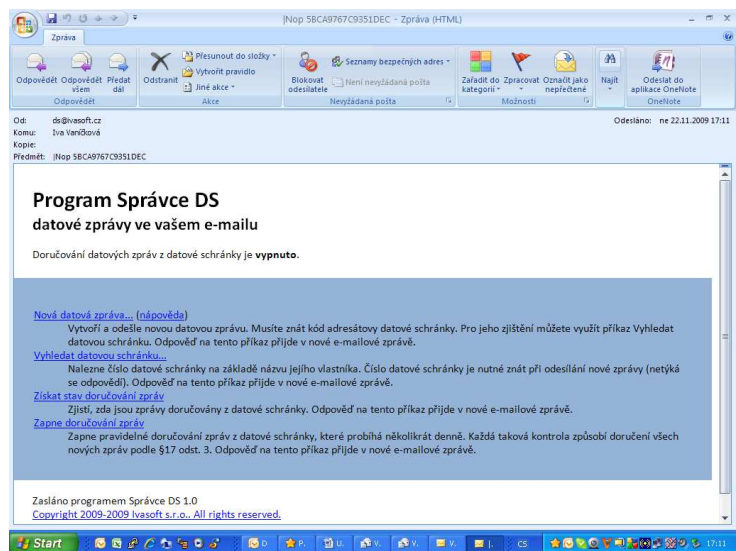 |Nop 5BCA9767C9351DEC - Zpráva (HTML)
Zpráva
Odpovědět Odpovědět všem Předat dál
Odpovědět
Odstranit
Přesunout do složky
Vytvořit pravidlo
Jiné akce
Akce
Blokovat odesílatele
Seznamy bezpečných adres
Není nevyžádaná pošta
Nevyžádaná pošta
Zařadit do kategorií Zpracovat Označit jako nepřečtené
Možnosti
Najít
Odeslat do aplikace OneNote
OneNote
Od: ds@ivasoft.cz
Odesláno: ne 22.11.2009 17:11
Komu: Iva Vaníčková
Kopie:
Předmět: |Nop 5BCA9767C9351DEC
Program Správce DS
datové zprávy ve vašem e-mailu
Doručování datových zpráv z datové schránky je vypnuto.
Nová datová zpráva... (nápověda)
Vytvoří a odešle novou datovou zprávu. Musíte znát kód adresátovy datové schránky. Pro jeho zjištění můžete využít příkaz Vyhledat
datovou schránku. Odpověď na tento příkaz přijde v nové e-mailové zprávě.
Vyhledat datovou schránku...
Nalezne číslo datové schránky na základě názvu jejího vlastníka. Číslo datové schránky je nutné znát při odesílání nové zprávy (netýká
se odpovědí). Odpověď na tento příkaz přijde v nové e-mailové zprávě.
Získat stav doručování zpráv
Zjistí, zda jsou zprávy doručovány z datové schránky. Odpověď na tento příkaz přijde v nové e-mailové zprávě.
Zapne doručování zpráv
Zapne pravidelné doručování zpráv z datové schránky, které probíhá několikrát denně. Každá taková kontrola způsobí doručení všech
nových zpráv podle §17 odst. 3. Odpověď na tento příkaz přijde v nové e-mailové zprávě.
Zasláno programem Správce DS 1.0
Copyright 2009-2009 Ivasoft s.r.o.. All rights reserved.
Start D P. U. V. V. V. |. CS 17:11